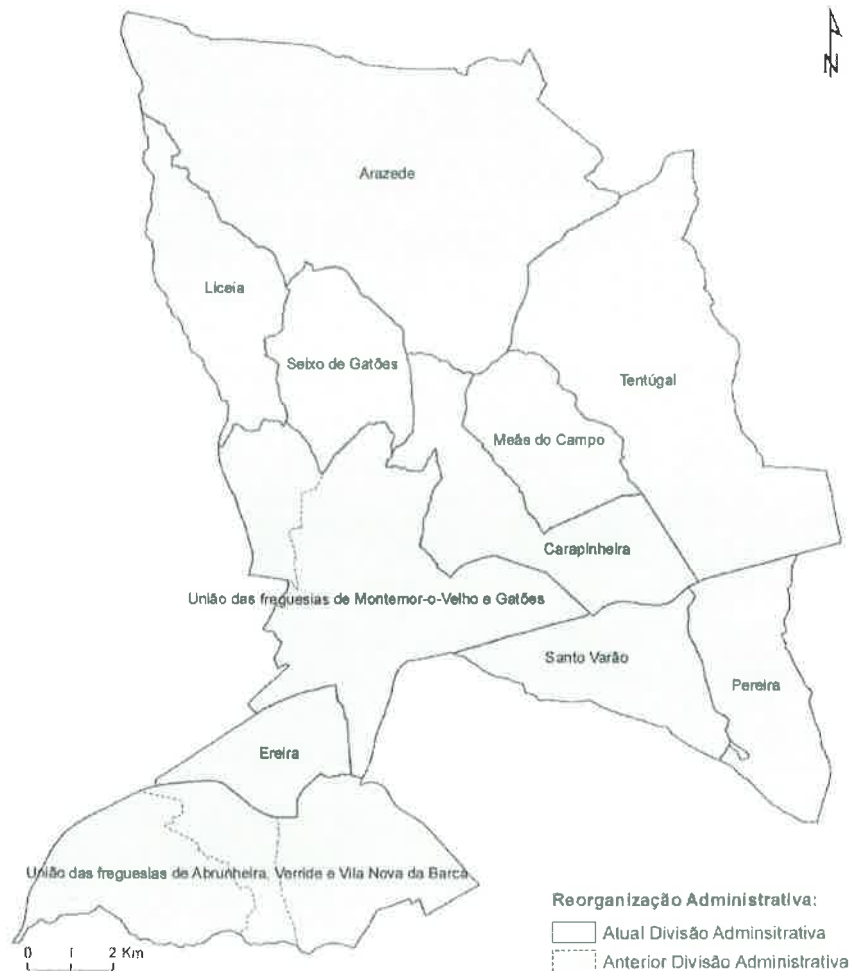 N
Arazede
Liceia
Seixo de Gatões
Tentúgal
Meãs do Campo
Carapinheira
União das freguesias de Montemor-o-Velho e Gatões
Santo Varão
Pereira
Ereira
União das freguesias de Abrunheira, Verride e Vila Nova da Barca
Reorganização Administrativa:
Atual Divisão Adminsitrativa
Anterior Divisão Administrativa
0 1 2 Km